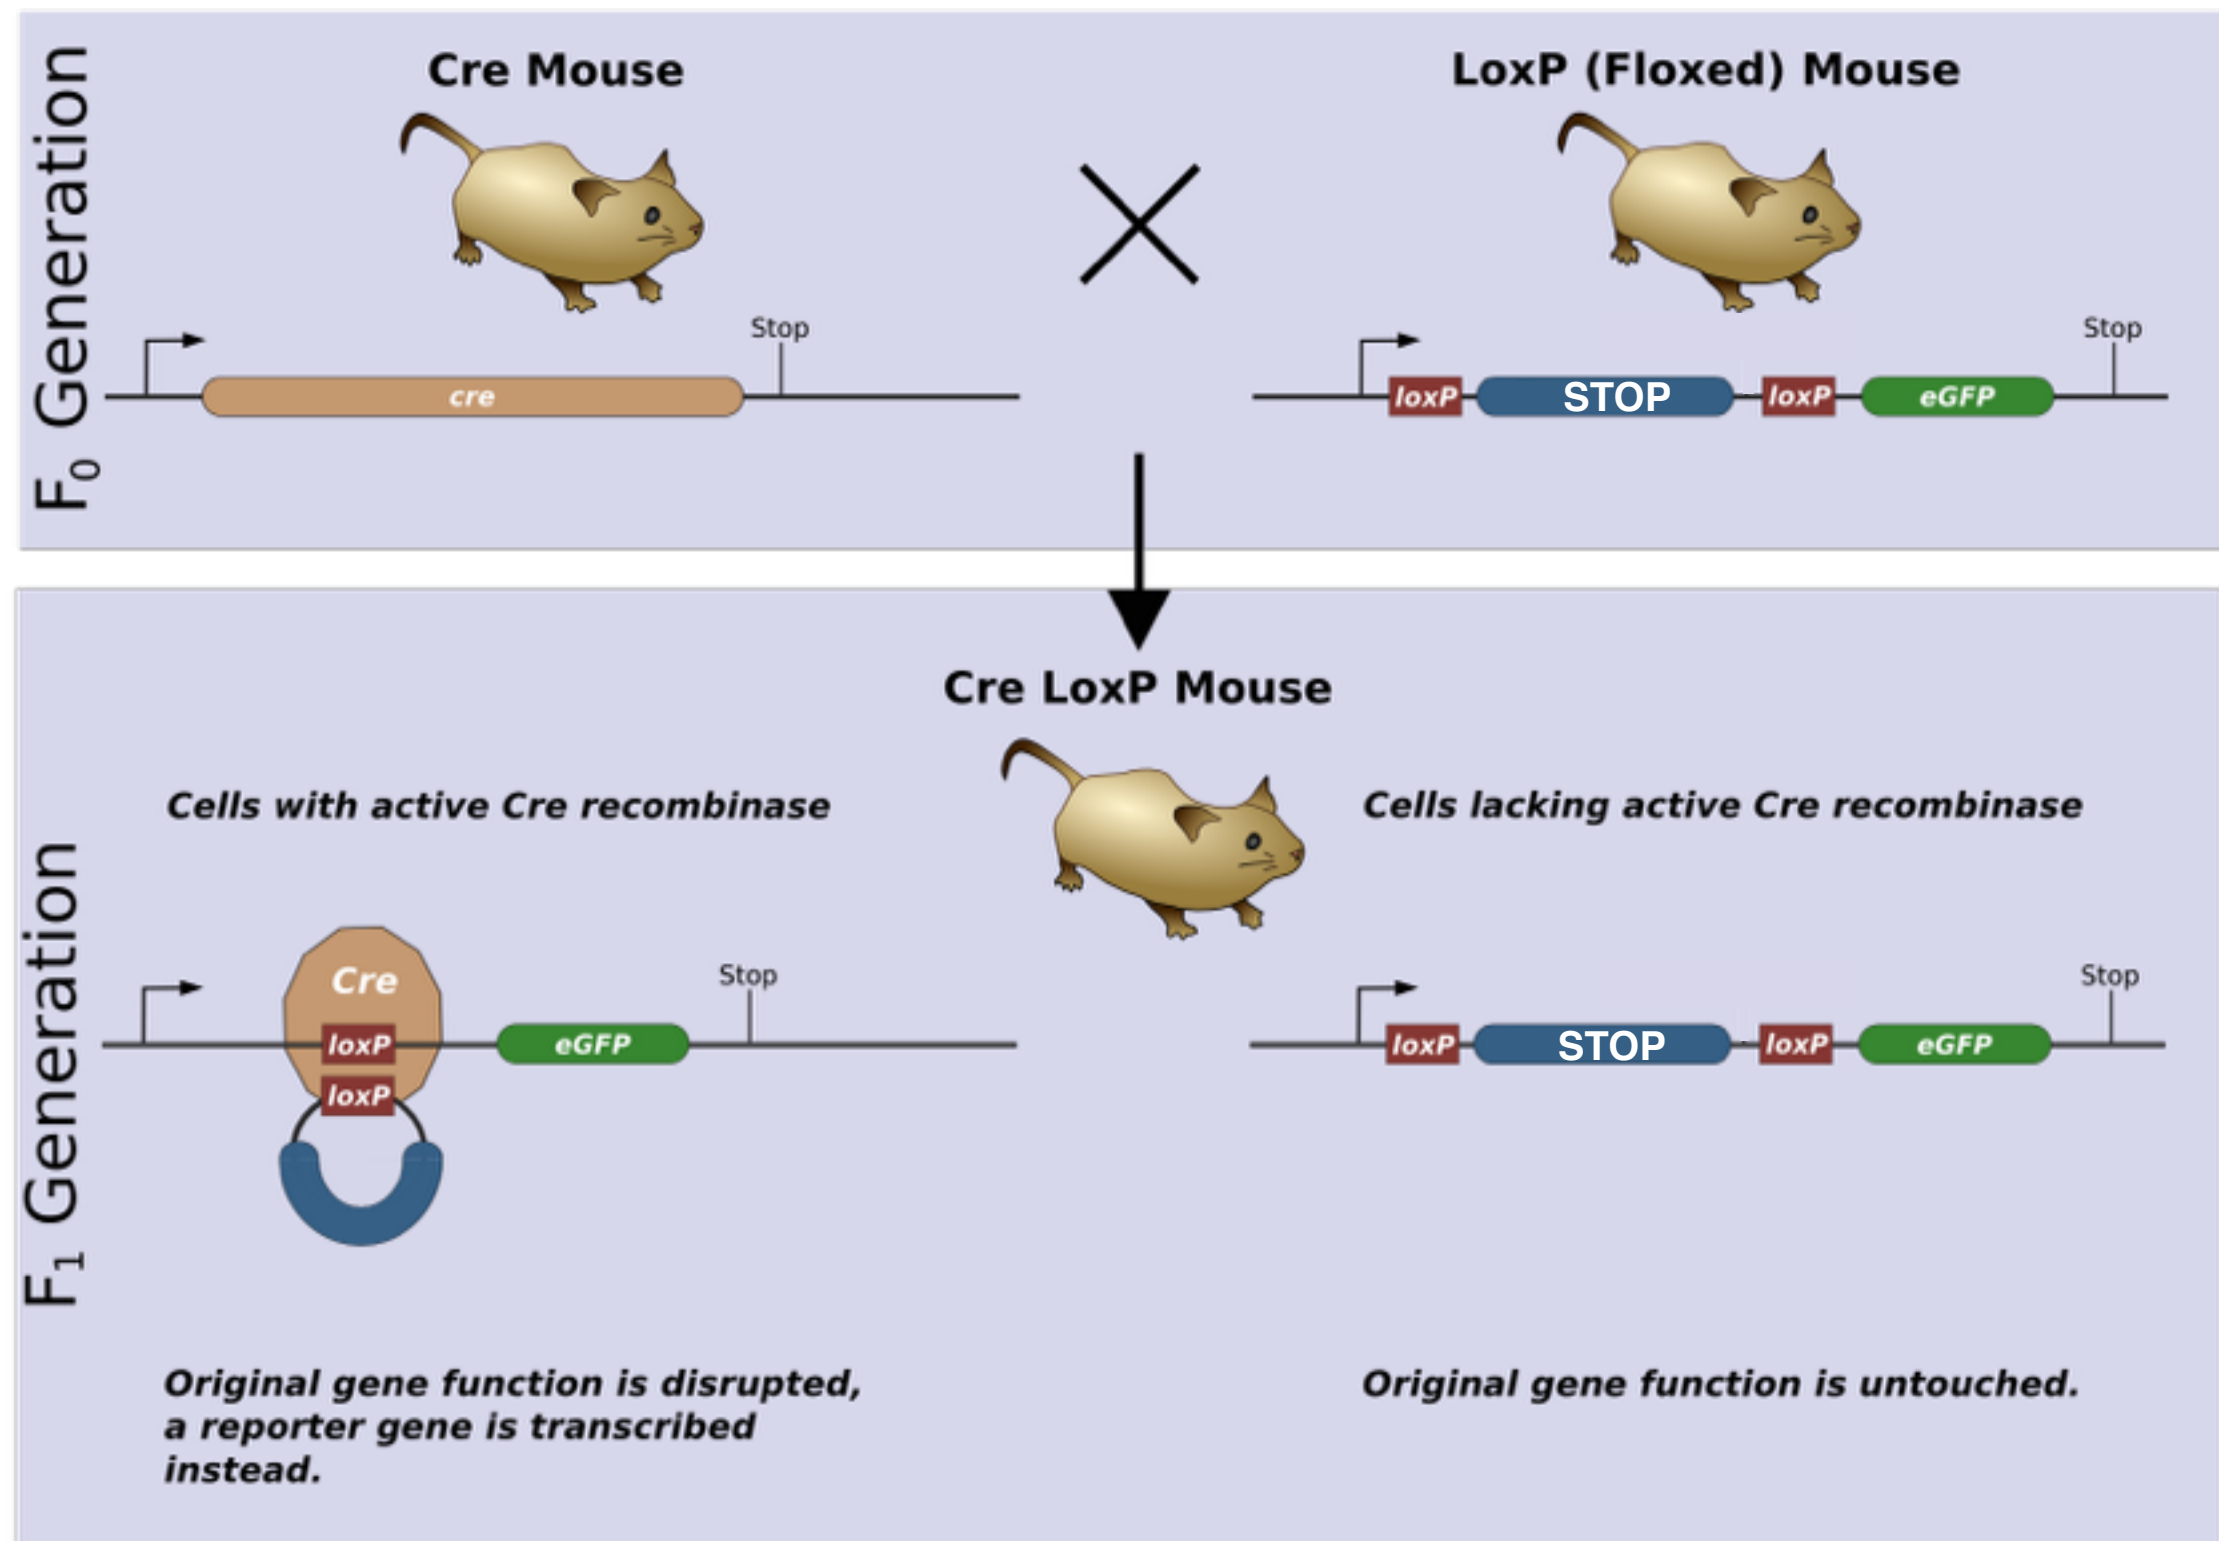 F0 Generation
Cre Mouse
LoxP (Floxed) Mouse
Stop
cre
Stop
loxP STOP loxP eGFP
F1 Generation
Cre LoxP Mouse
Cells with active Cre recombinase
Cells lacking active Cre recombinase
Cre
Stop
loxP eGFP
loxP
Stop
loxP STOP loxP eGFP
Original gene function is disrupted,
a reporter gene is transcribed
instead.
Original gene function is untouched.